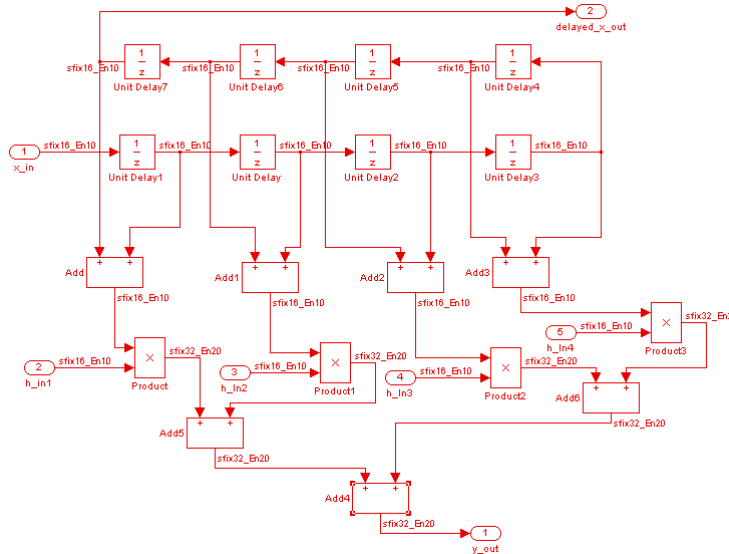 2
delayed_x_out
1
z
1
z
1
z
1
z
sfix16_En10
sfix16_En10
sfix16_En10
sfix16_En10
Unit Delay7
Unit Delay6
Unit Delay5
Unit Delay4
1
sfix16_En10
1
z
sfix16_En10
1
z
sfix16_En10
1
z
sfix16_En10
1
z
sfix16_En10
x_in
Unit Delay1
Unit Delay
Unit Delay2
Unit Delay3
+ +
+ +
+ +
+ +
Add
Add1
Add2
Add3
sfix16_En10
sfix16_En10
sfix16_En10
sfix16_En10
×
sfix32_En2
5
sfix16_En10
h_In4
Product3
2
sfix16_En10
h_in1
×
sfix32_En20
Product
3
sfix16_En10
h_In2
×
sfix32_En20
Product1
4
sfix16_En10
h_In3
×
sfix32_En20
Product2
+ +
Add6
sfix32_En20
+ +
Add5
sfix32_En20
+ +
Add4
sfix32_En20
1
y_out